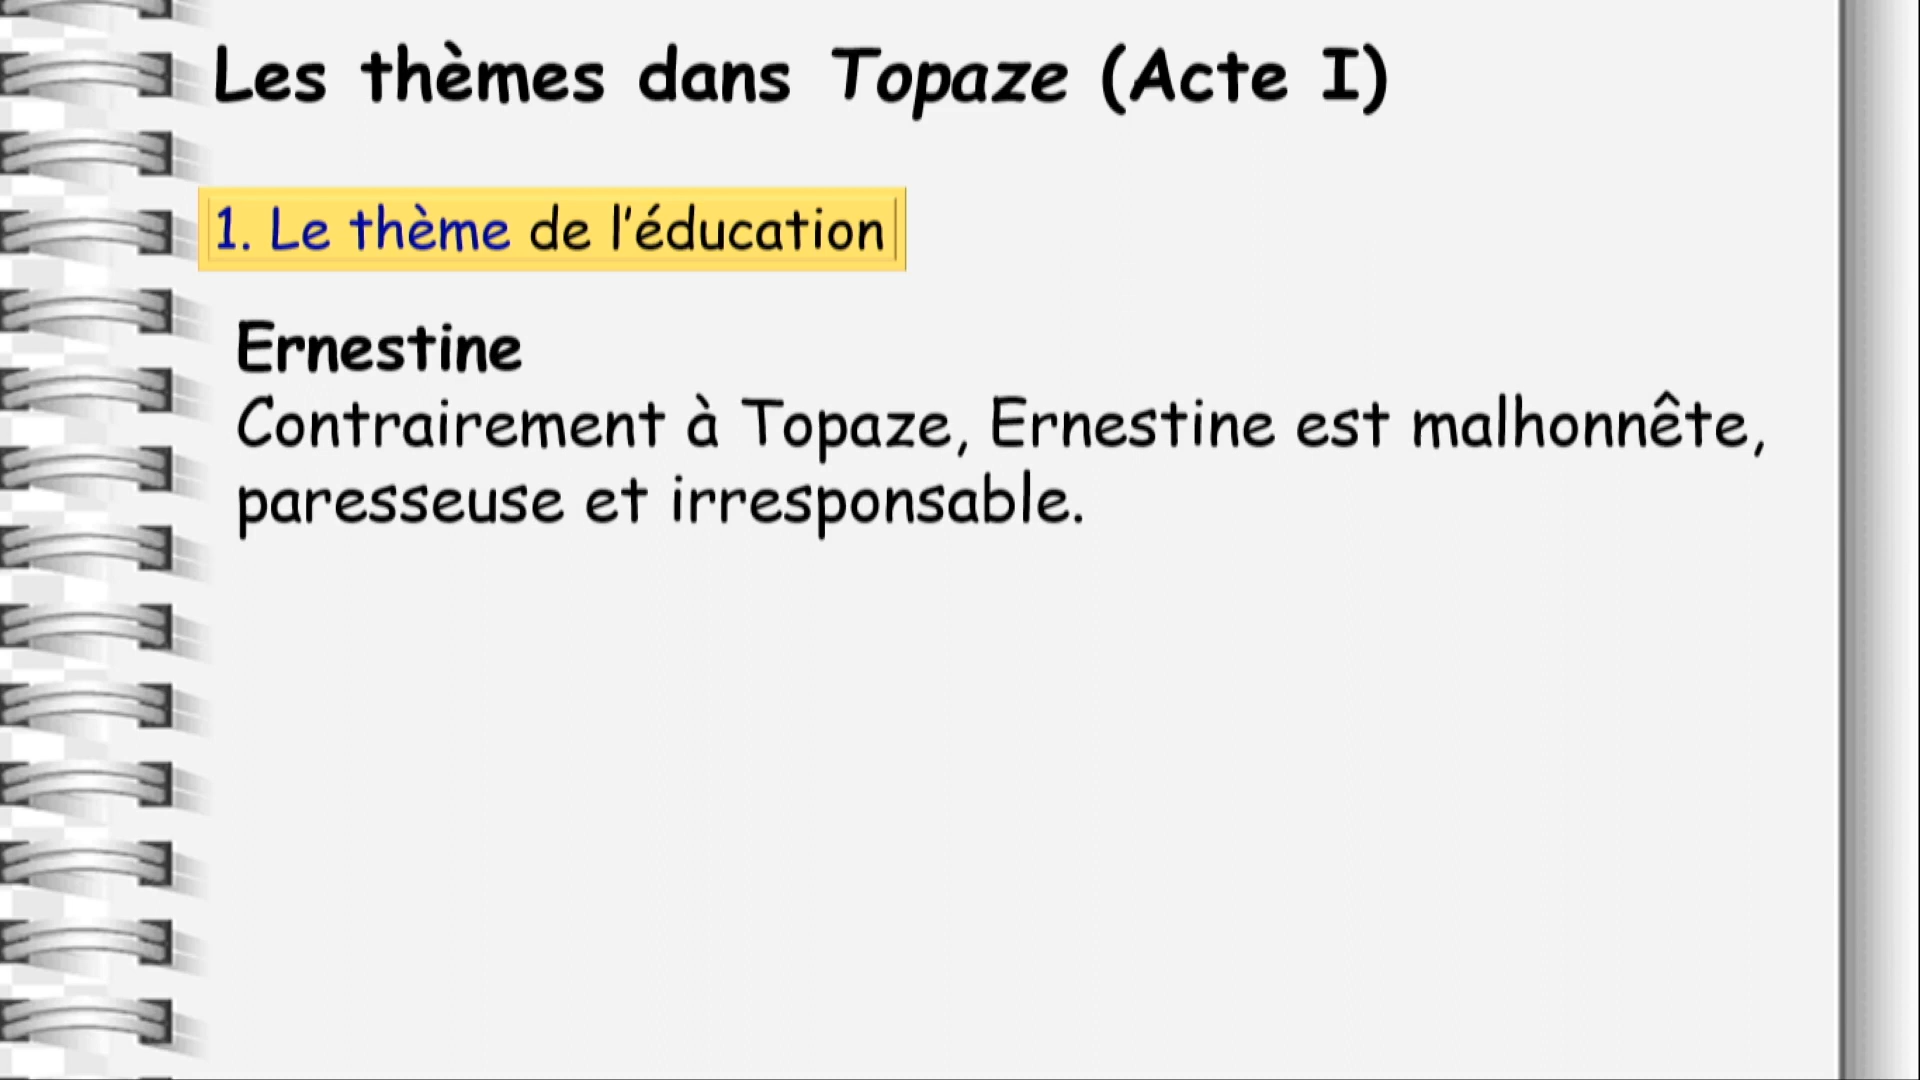 Les thèmes dans Topaze (Acte I)
1. Le thème de l’éducation
Ernestine
Contrairement à Topaze, Ernestine est malhonnête,
paresseuse et irresponsable.